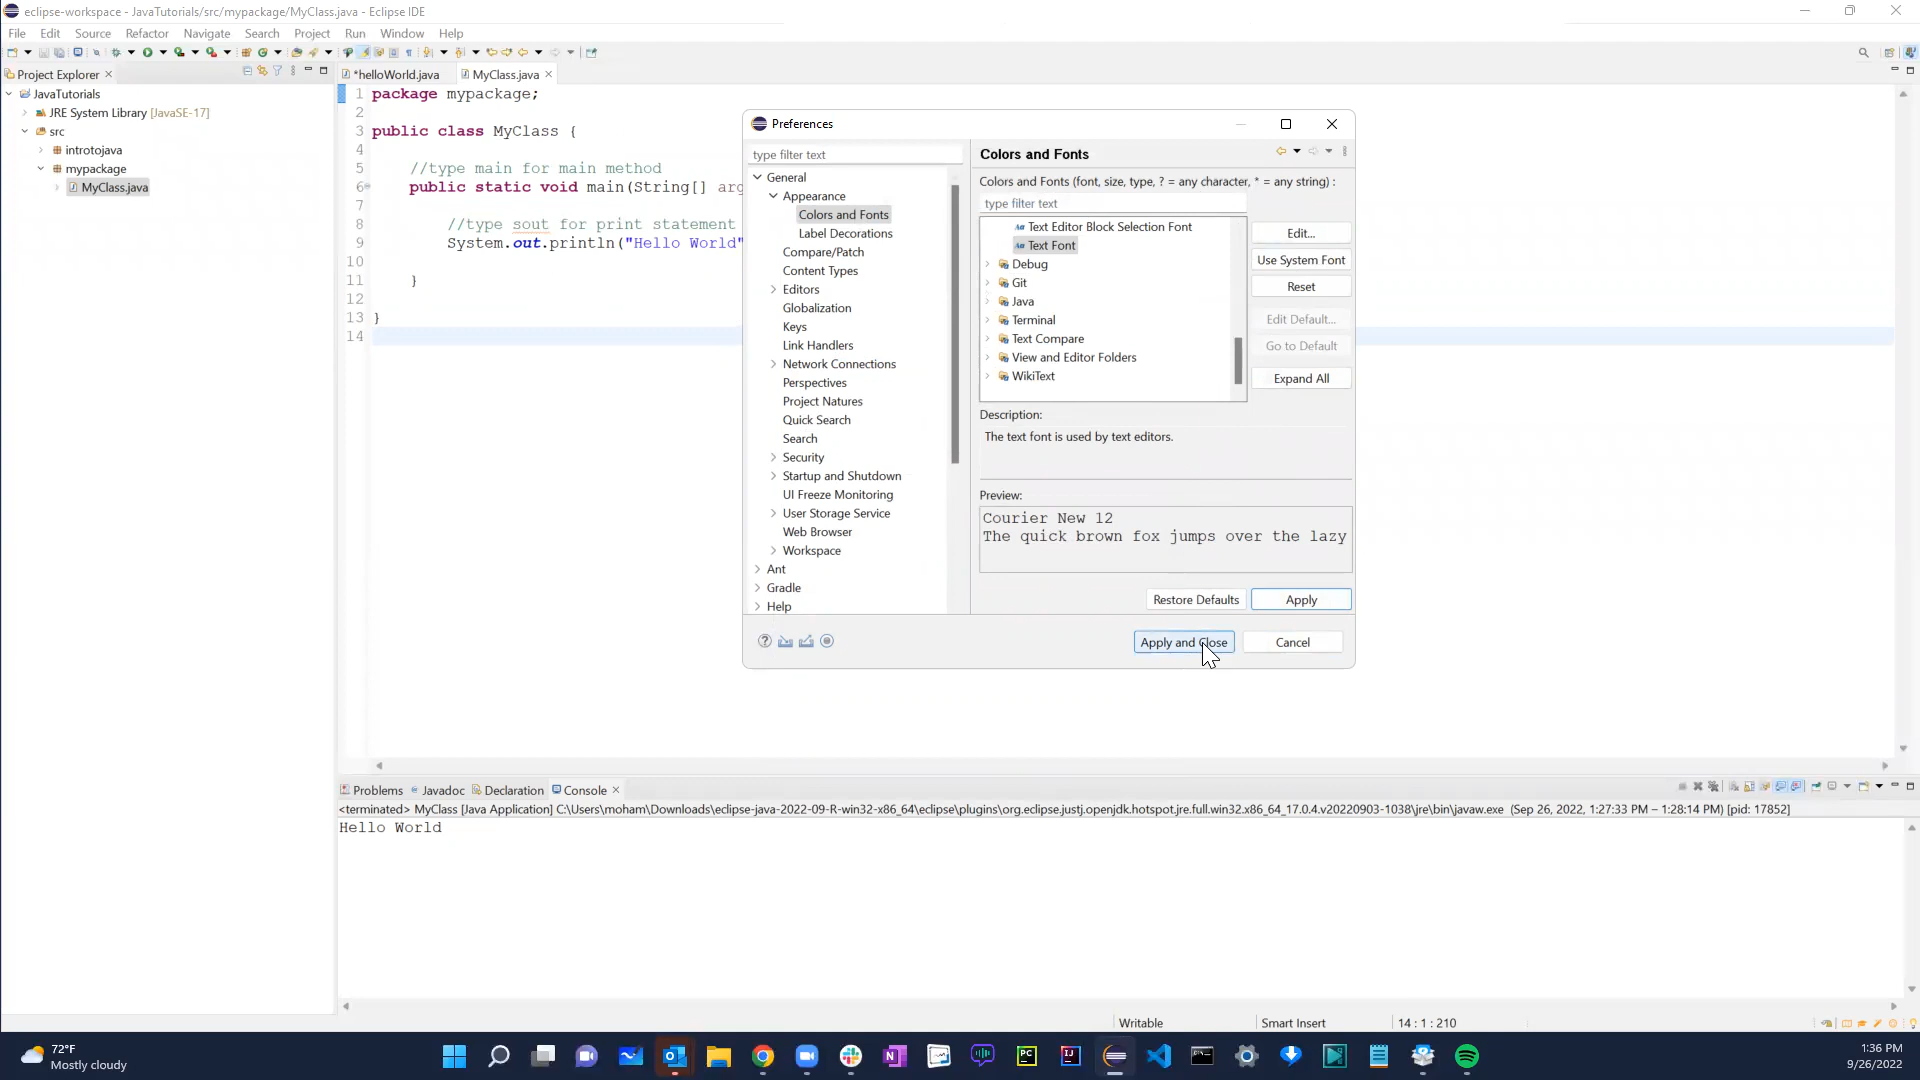 eclipse-workspace - JavaTutorials/src/mypackage/MyClass.java - Eclipse IDE
File Edit Source Refactor Navigate Search Project Run Window Help
Project Explorer
JavaTutorials
JRE System Library [JavaSE-17]
src
introtojava
mypackage
MyClass.java
*helloWorld.java MyClass.java
1 package mypackage;
2
3 public class MyClass {
4
5 //type main for main method
6 public static void main(String[] arg
7
8 //type sout for print statement
9 System.out.println("Hello World"
10
11 }
12
13 }
14
Preferences
type filter text
General
Appearance
Colors and Fonts
Label Decorations
Compare/Patch
Content Types
Editors
Globalization
Keys
Link Handlers
Network Connections
Perspectives
Project Natures
Quick Search
Search
Security
Startup and Shutdown
UI Freeze Monitoring
User Storage Service
Web Browser
Workspace
Ant
Gradle
Help
Colors and Fonts
Colors and Fonts (font, size, type, ? = any character, * = any string) :
type filter text
Aa Text Editor Block Selection Font
Aa Text Font
Debug
Git
Java
Terminal
Text Compare
View and Editor Folders
WikiText
Edit...
Use System Font
Reset
Edit Default...
Go to Default
Expand All
Description:
The text font is used by text editors.
Preview:
Courier New 12
The quick brown fox jumps over the lazy
Restore Defaults Apply
Apply and Close Cancel
Problems Javadoc Declaration Console
<terminated> MyClass [Java Application] C:\Users\moham\Downloads\eclipse-java-2022-09-R-win32-x86_64\eclipse\plugins\org.eclipse.justj.openjdk.hotspot.jre.full.win32.x86_64_17.0.4.v20220903-1038\jre\bin\javaw.exe (Sep 26, 2022, 1:27:33 PM – 1:28:14 PM) [pid: 17852]
Hello World
Writable Smart Insert 14 : 1 : 210
72°F
Mostly cloudy
1:36 PM
9/26/2022